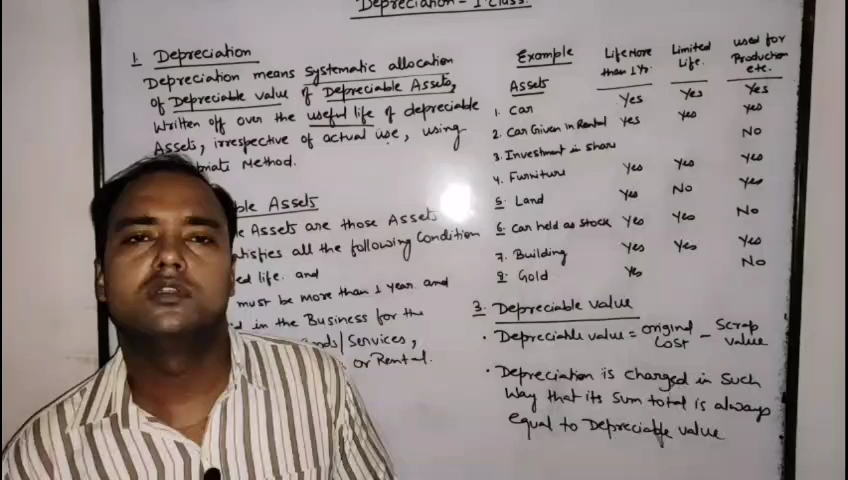 Depreciation - I Class.
1. Depreciation
Depreciation means systematic allocation
of Depreciable value of Depreciable Assets,
Written off over the useful life of depreciable
Assets, irrespective of actual use, using
Method.
ble Assets
e Assets are those Assets
tisfies all the following Condition
ed life. and
must be more than 1 year and
d in the Business for the
/Services,
or Rental.
Example Life More than 1 Yr. Limited Life. used for Production etc.
Assets
1. Car Yes Yes Yes
2. Car Given in Rental Yes Yes Yes
3. Investment in share No
4. Furniture Yes Yes Yes
5. Land Yes No Yes
6. Car held as stock Yes Yes No
7. Building Yes Yes Yes
8. Gold Yes No
3. Depreciable value
• Depreciable value = original Cost - Scrap value
• Depreciation is charged in such
Way that its sum total is always
equal to Depreciable value